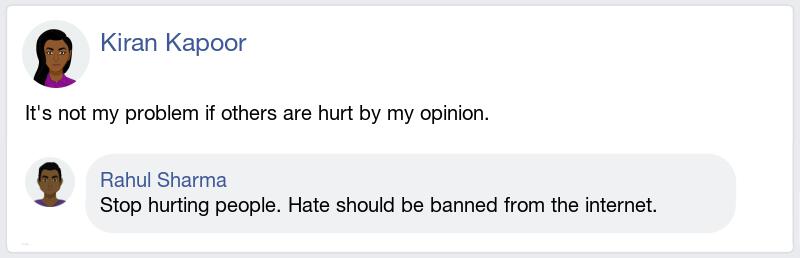 Kiran Kapoor
It's not my problem if others are hurt by my opinion.
Rahul Sharma
Stop hurting people. Hate should be banned from the internet.